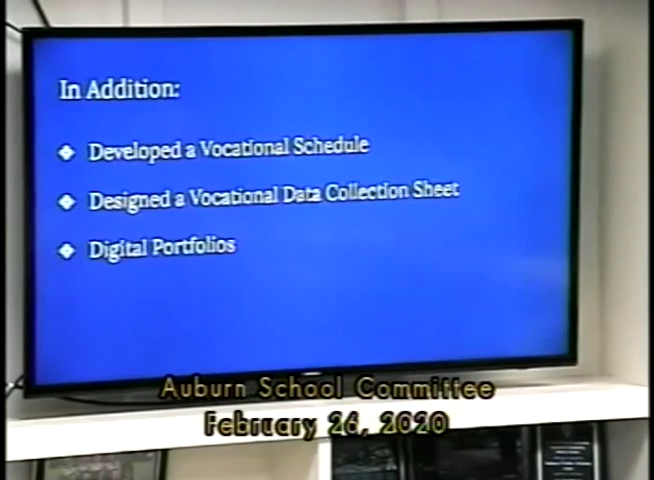 In Addition:
❖ Developed a Vocational Schedule
❖ Designed a Vocational Data Collection Sheet
❖ Digital Portfolios
Auburn School Committee
February 26, 2020